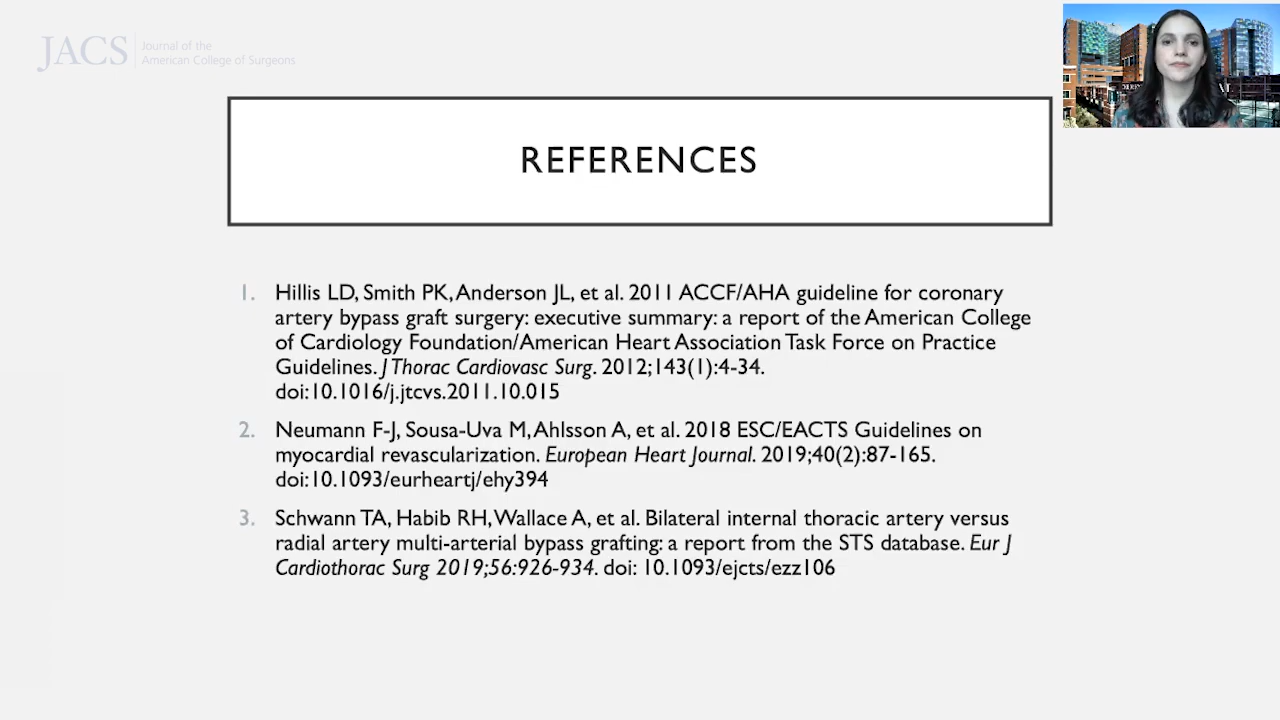 JACS
Journal of the
American College of Surgeons
REFERENCES
1. Hillis LD, Smith PK, Anderson JL, et al. 2011 ACCF/AHA guideline for coronary
artery bypass graft surgery: executive summary: a report of the American College
of Cardiology Foundation/American Heart Association Task Force on Practice
Guidelines. J Thorac Cardiovasc Surg. 2012;143(1):4-34.
doi:10.1016/j.jtcvs.2011.10.015
2. Neumann F-J, Sousa-Uva M, Ahlsson A, et al. 2018 ESC/EACTS Guidelines on
myocardial revascularization. European Heart Journal. 2019;40(2):87-165.
doi:10.1093/eurheartj/ehy394
3. Schwann TA, Habib RH, Wallace A, et al. Bilateral internal thoracic artery versus
radial artery multi-arterial bypass grafting: a report from the STS database. Eur J
Cardiothorac Surg 2019;56:926-934. doi: 10.1093/ejcts/ezz106